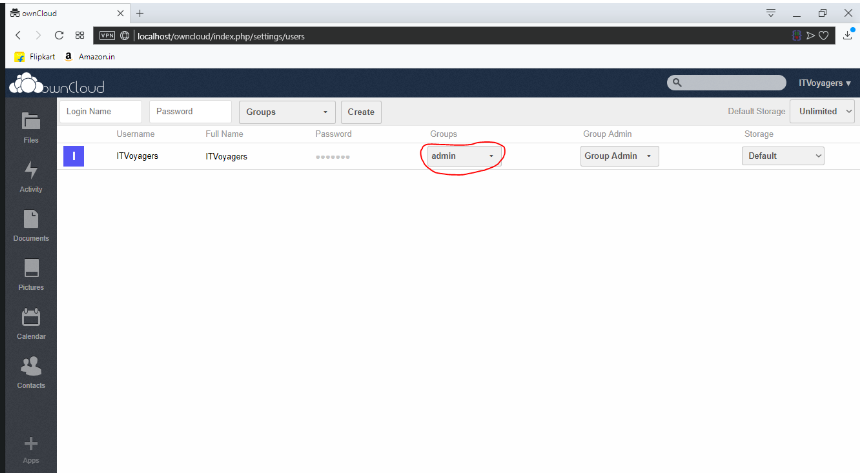 ownCloud
VPN localhost/owncloud/index.php/settings/users
Flipkart Amazon.in
ownCloud ITVoyagers
Login Name Password Groups Create Default Storage Unlimited
Username Full Name Password Groups Group Admin Storage
I ITVoyagers ITVoyagers ●●●●●●● admin Group Admin Default
Files
Activity
Documents
Pictures
Calendar
Contacts
Apps